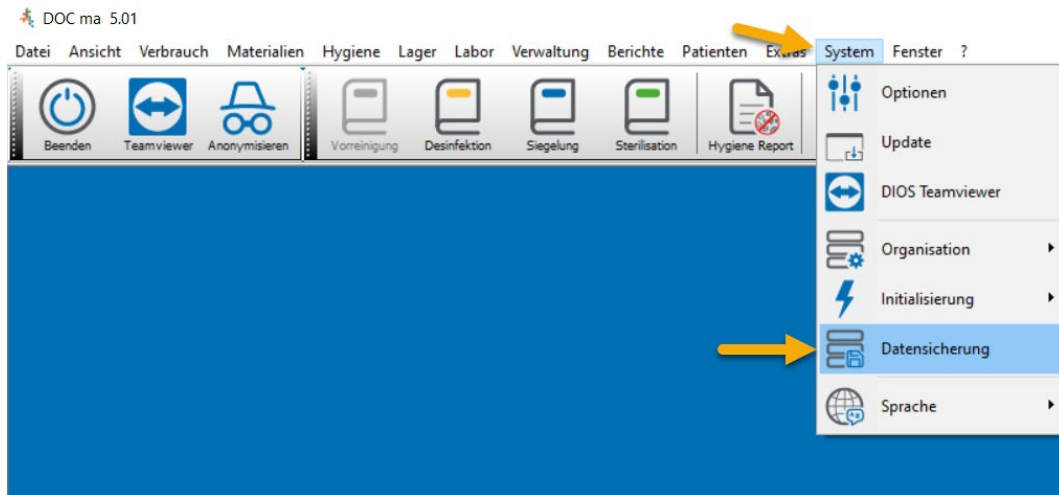 DOC ma 5.01
Datei Ansicht Verbrauch Materialien Hygiene Lager Labor Verwaltung Berichte Patienten Extras System Fenster ?
Beenden Teamviewer Anonymisieren Vorreinigung Desinfektion Siegelung Sterilisation Hygiene Report
Optionen
Update
DIOS Teamviewer
Organisation
Initialisierung
Datensicherung
Sprache